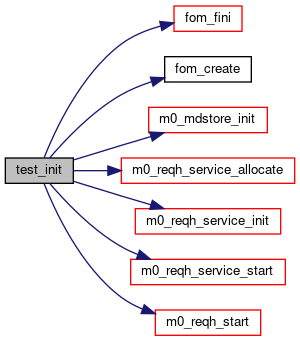 fom_fini
fom_create
m0_mdstore_init
test_init
m0_reqh_service_allocate
m0_reqh_service_init
m0_reqh_service_start
m0_reqh_start